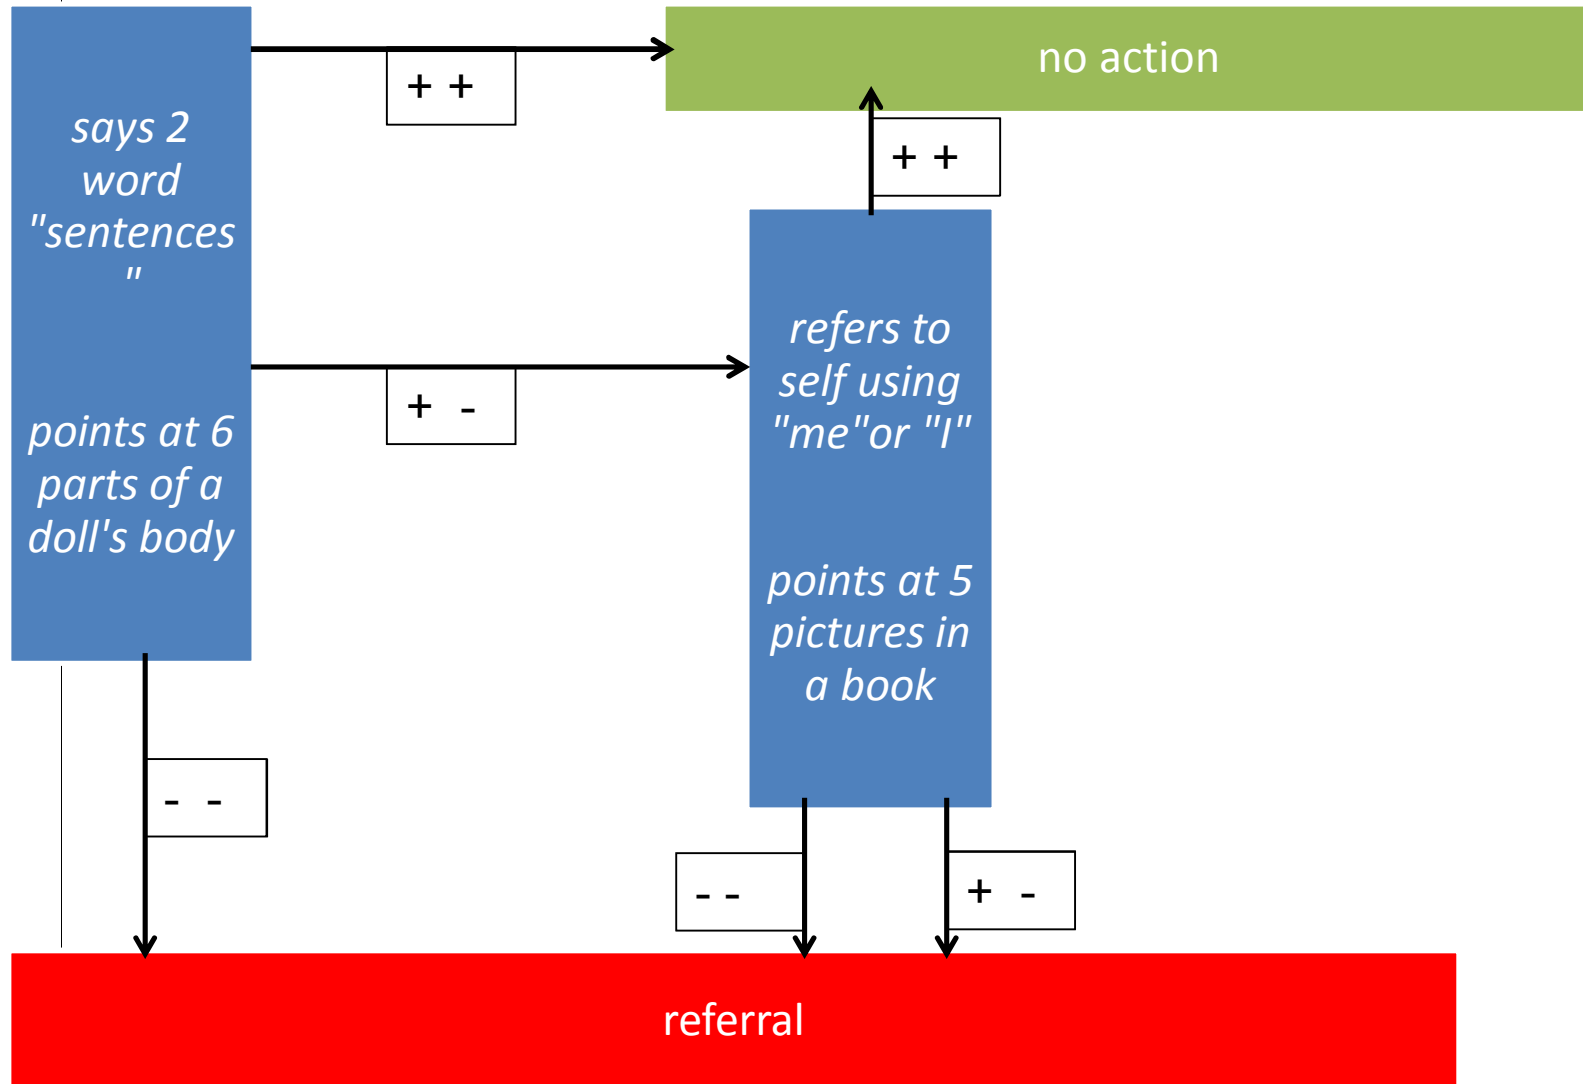 no action
+ +
says 2
word
"sentences
"
points at 6
parts of a
doll's body
+ +
+ -
refers to
self using
"me"or "I"
points at 5
pictures in
a book
- -
- -
+ -
referral